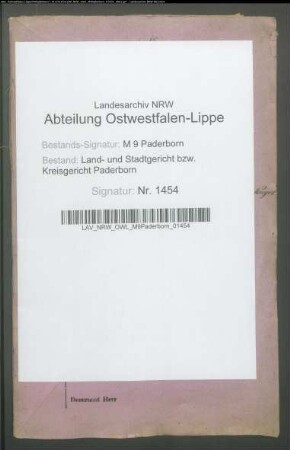 Landesarchiv NRW
Abteilung Ostwestfalen-Lippe
Bestands-Signatur: M 9 Paderborn
Bestand: Land- und Stadtgericht bzw.
Kreisgericht Paderborn
Signatur: Nr. 1454
LAV_NRW_OWL_M9Paderborn_01454